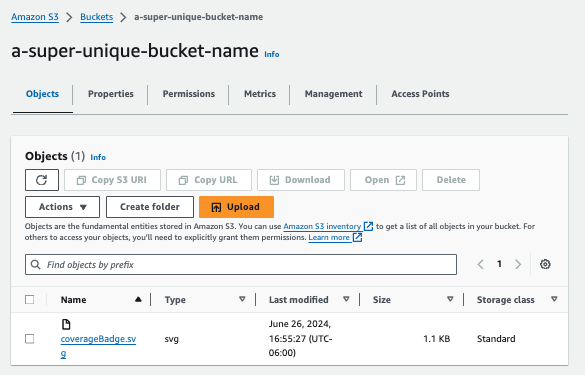 Amazon S3 > Buckets > a-super-unique-bucket-name
a-super-unique-bucket-name Info
Objects Properties Permissions Metrics Management Access Points
Objects (1) Info
Copy S3 URI Copy URL Download Open Delete
Actions Create folder Upload
Objects are the fundamental entities stored in Amazon S3. You can use Amazon S3 inventory to get a list of all objects in your bucket. For
others to access your objects, you'll need to explicitly grant them permissions. Learn more
Find objects by prefix 1
Name Type Last modified Size Storage class
coverageBadge.sv
g
svg
June 26, 2024,
16:55:27 (UTC-
06:00)
1.1 KB
Standard